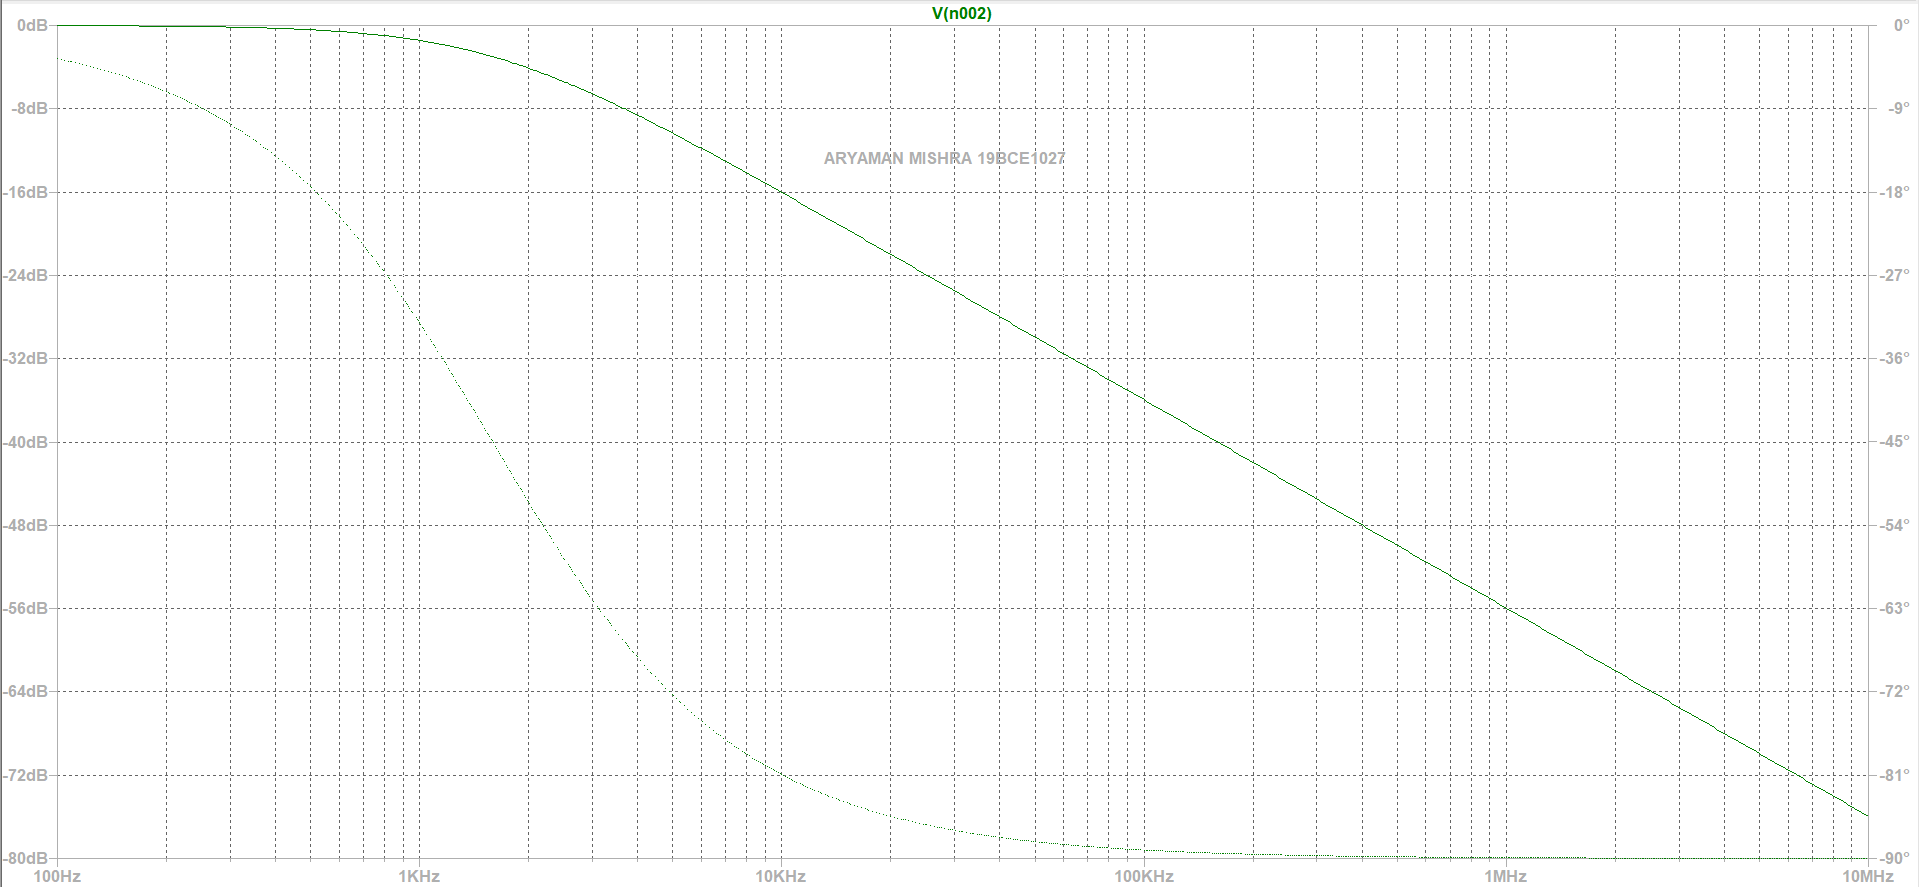 V(n002)
0dB
-8dB
-16dB
-24dB
-32dB
-40dB
-48dB
-56dB
-64dB
-72dB
-80dB
ARYAMAN MISHRA 19BCE1027
0°
-9°
-18°
-27°
-36°
-45°
-54°
-63°
-72°
-81°
-90°
100Hz 1KHz 10KHz 100KHz 1MHz 10MHz